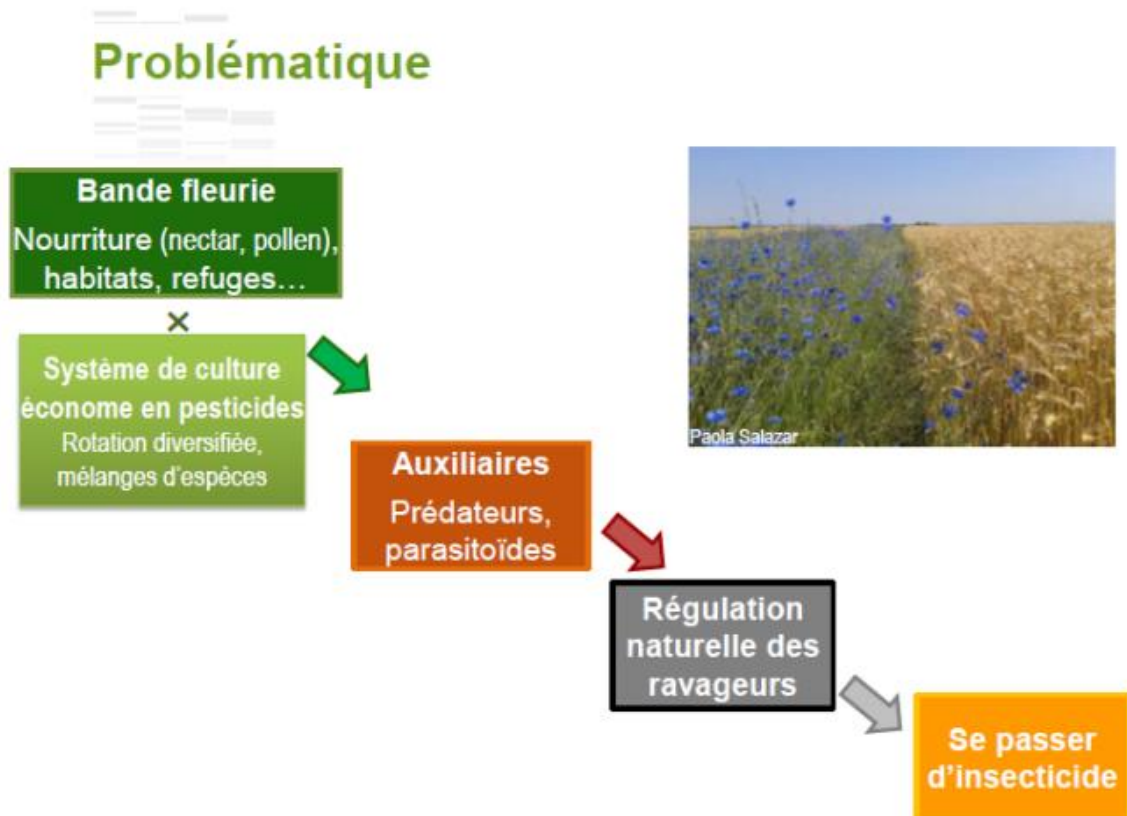 Problématique
Bande fleurie
Nourriture (nectar, pollen),
habitats, refuges…
×
Système de culture
économe en pesticides
Rotation diversifiée,
mélanges d'espèces
Paola Salazar
Auxiliaires
Prédateurs,
parasitoïdes
Régulation
naturelle des
ravageurs
Se passer
d'insecticide